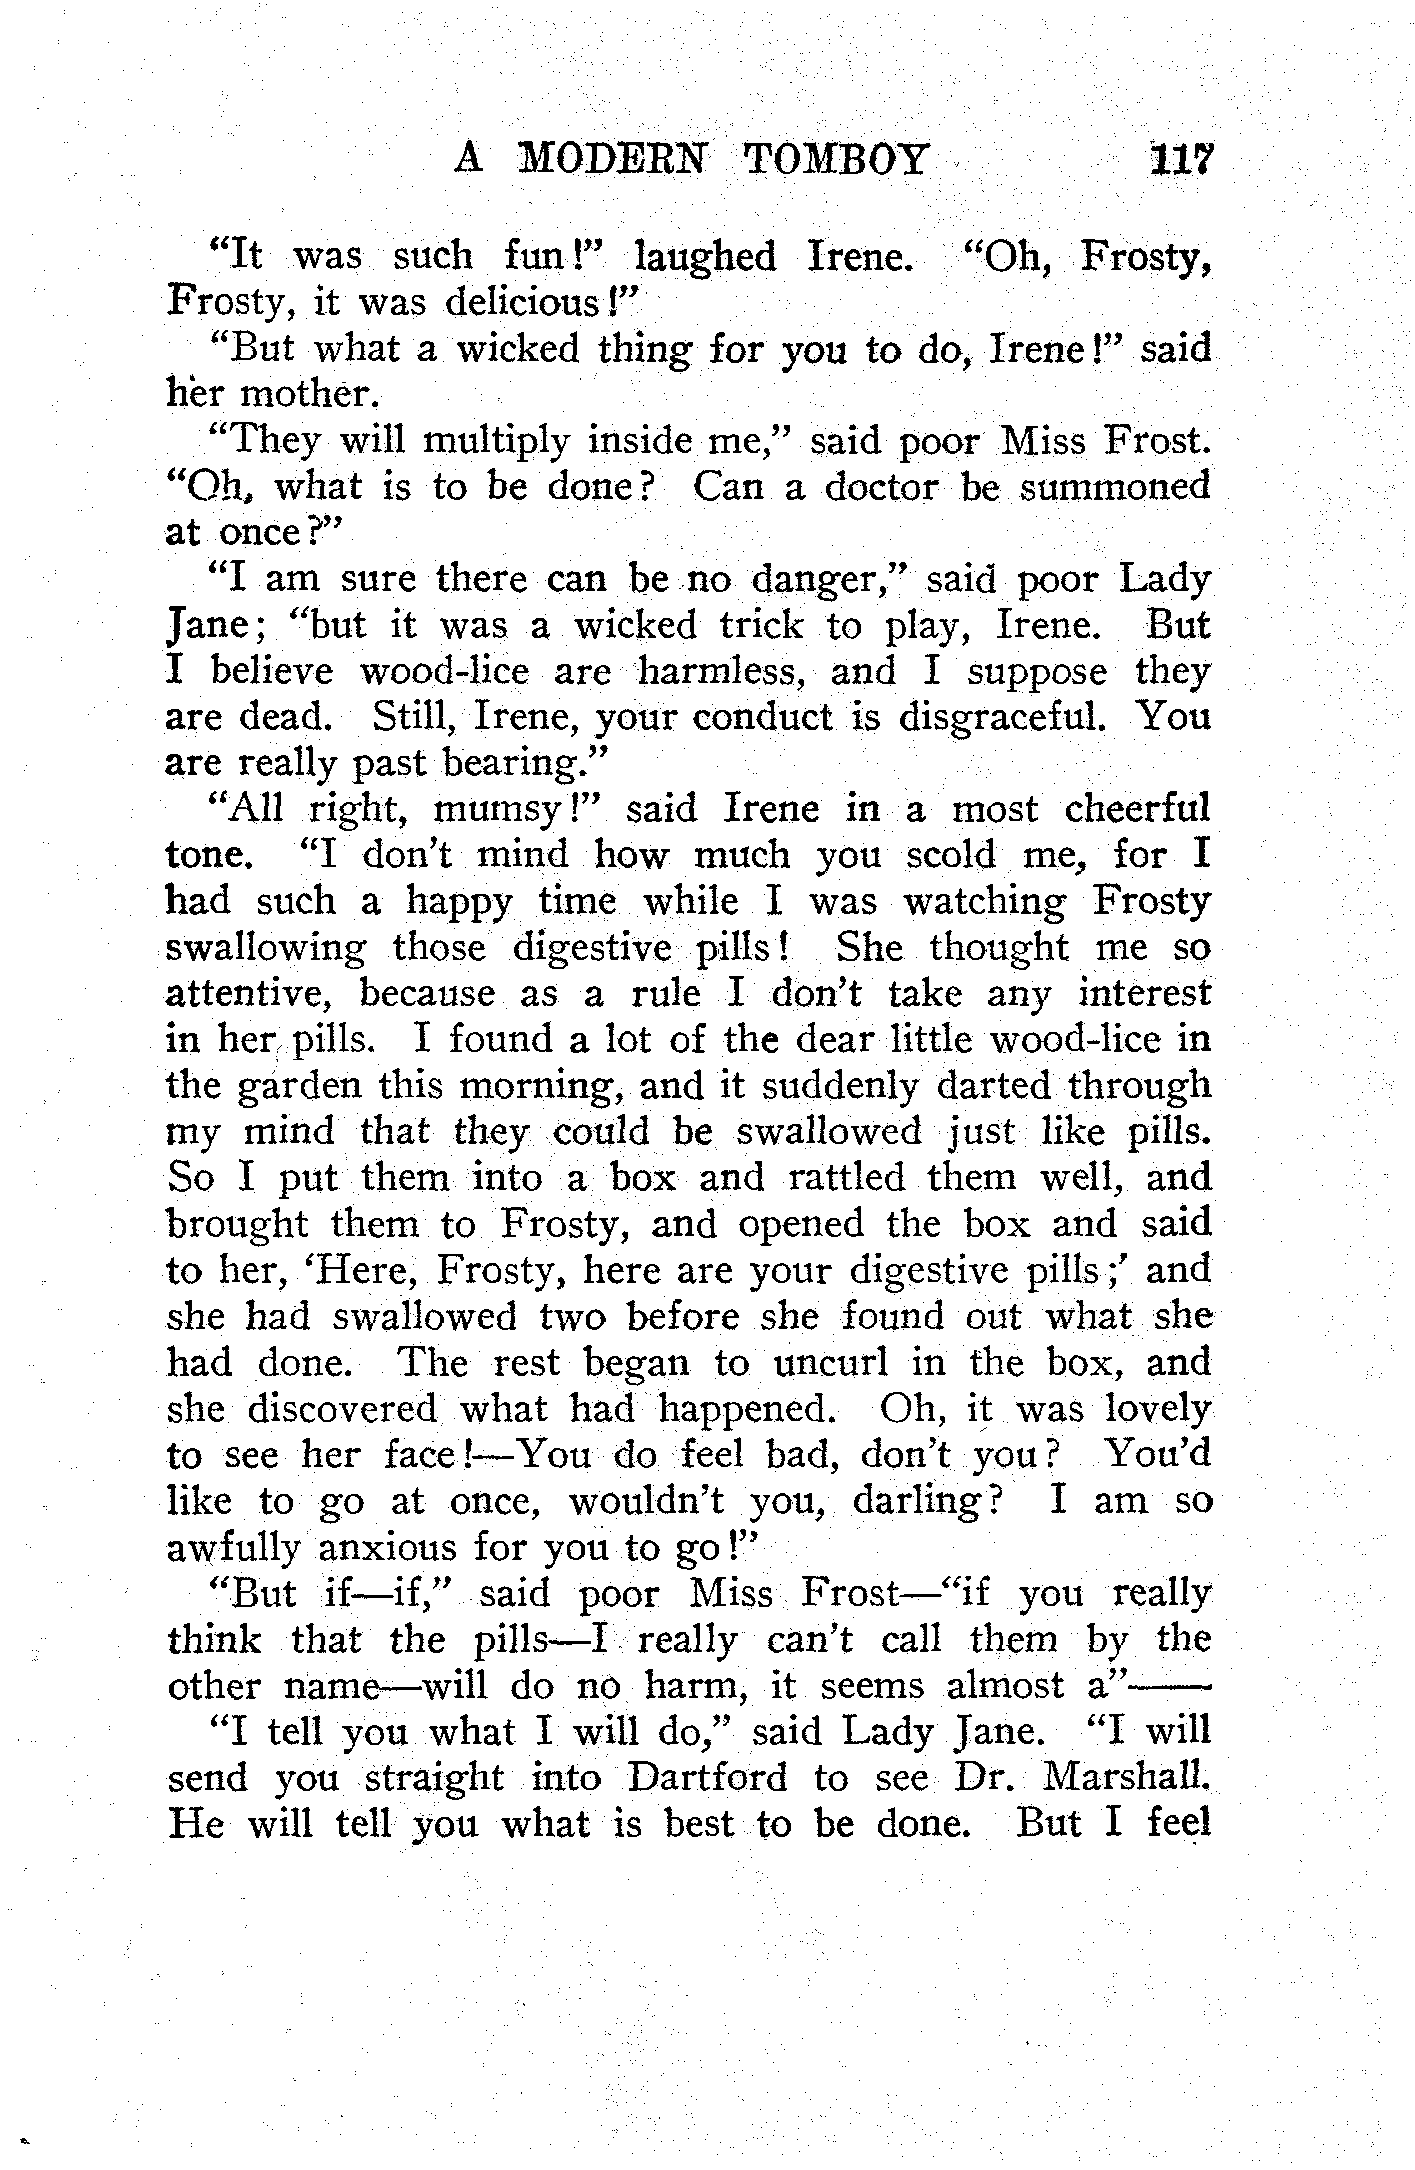 A MODERN TOMBOY 117
“It was such fun!” laughed Irene. “Oh, Frosty,
Frosty, it was delicious!”
“But what a wicked thing for you to do, Irene!” said
her mother.
“They will multiply inside me,” said poor Miss Frost.
“Oh, what is to be done? Can a doctor be summoned
at once?”
“I am sure there can be no danger,” said poor Lady
Jane; “but it was a wicked trick to play, Irene. But
I believe wood-lice are harmless, and I suppose they
are dead. Still, Irene, your conduct is disgraceful. You
are really past bearing.”
“All right, mumsy!” said Irene in a most cheerful
tone. “I don’t mind how much you scold me, for I
had such a happy time while I was watching Frosty
swallowing those digestive pills! She thought me so
attentive, because as a rule I don’t take any interest
in her pills. I found a lot of the dear little wood-lice in
the garden this morning, and it suddenly darted through
my mind that they could be swallowed just like pills.
So I put them into a box and rattled them well, and
brought them to Frosty, and opened the box and said
to her, ‘Here, Frosty, here are your digestive pills;’ and
she had swallowed two before she found out what she
had done. The rest began to uncurl in the box, and
she discovered what had happened. Oh, it was lovely
to see her face!—You do feel bad, don’t you? You’d
like to go at once, wouldn’t you, darling? I am so
awfully anxious for you to go!”
“But if—if,” said poor Miss Frost—“if you really
think that the pills—I really can’t call them by the
other name—will do no harm, it seems almost a”——
“I tell you what I will do,” said Lady Jane. “I will
send you straight into Dartford to see Dr. Marshall.
He will tell you what is best to be done. But I feel